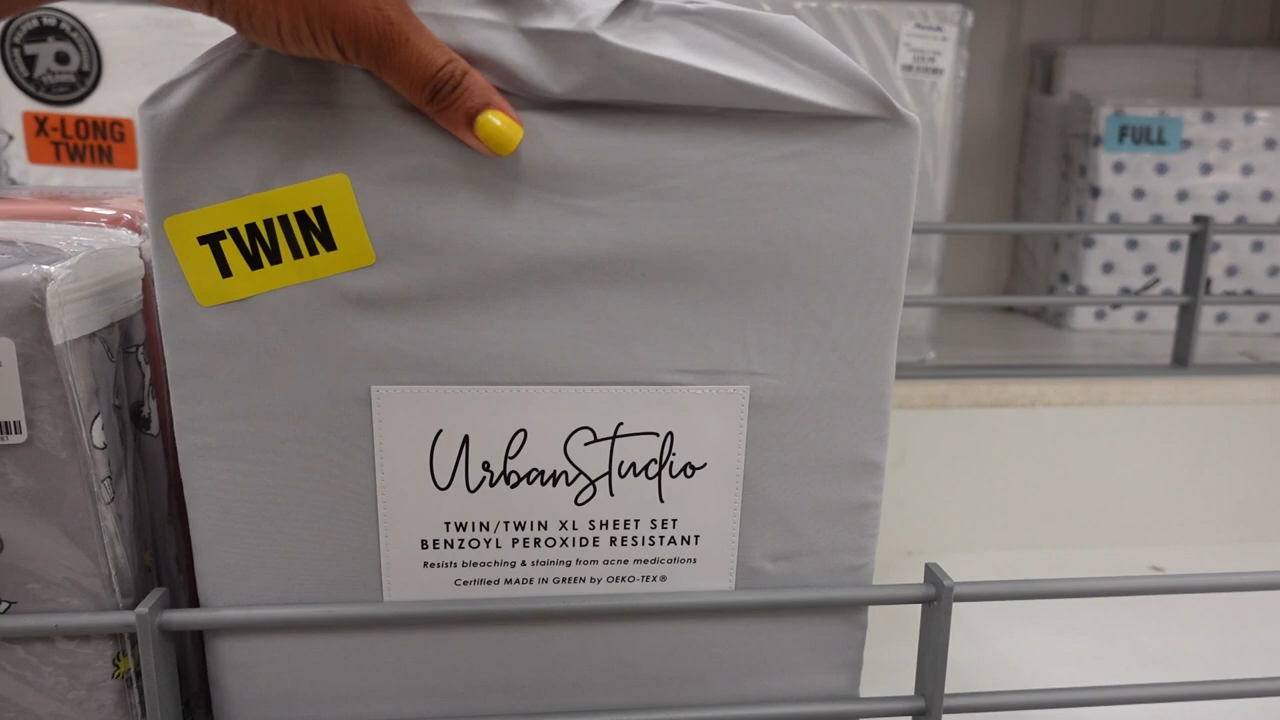 70
X-LONG
TWIN
TWIN
FULL
UrbanStudio
TWIN/TWIN XL SHEET SET
BENZOYL PEROXIDE RESISTANT
Resists bleaching & staining from acne medications
Certified MADE IN GREEN by OEKO-TEX®